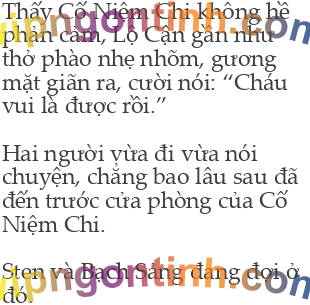 Thấy Cố Niệm Chi không hề
phản cảm, Lộ Cận gần như
thở phào nhẹ nhõm, gương
mặt giãn ra, cười nói: “Cháu
vui là được rồi.”
Hai người vừa đi vừa nói
chuyện, chẳng bao lâu sau đã
đến trước cửa phòng của Cố
Niệm Chi.
Sten và Bạch Sảng đang đợi ở
đó.